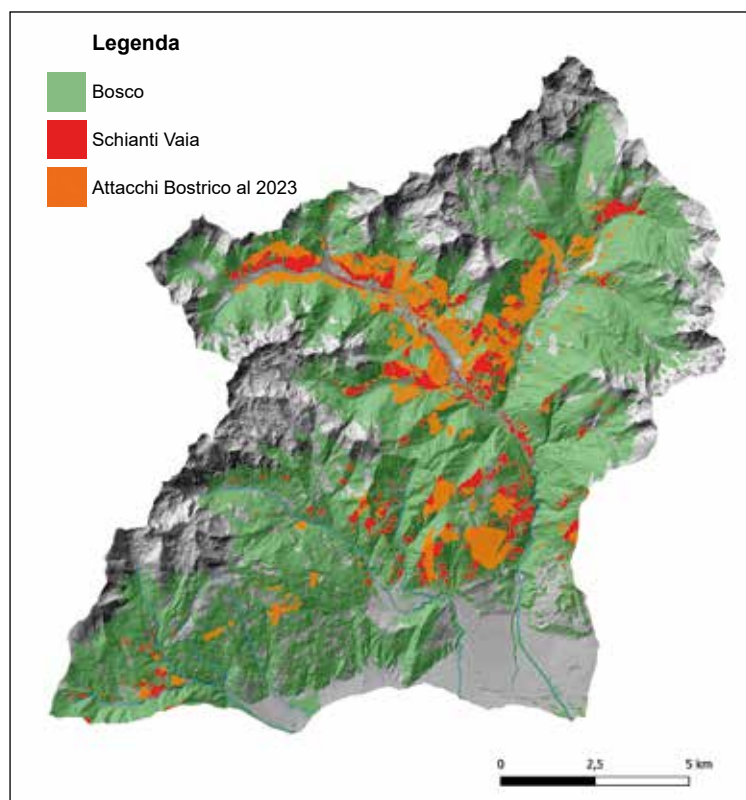 Legenda
Bosco
Schianti Vaia
Attacchi Bostrico al 2023
0 2,5 5 km